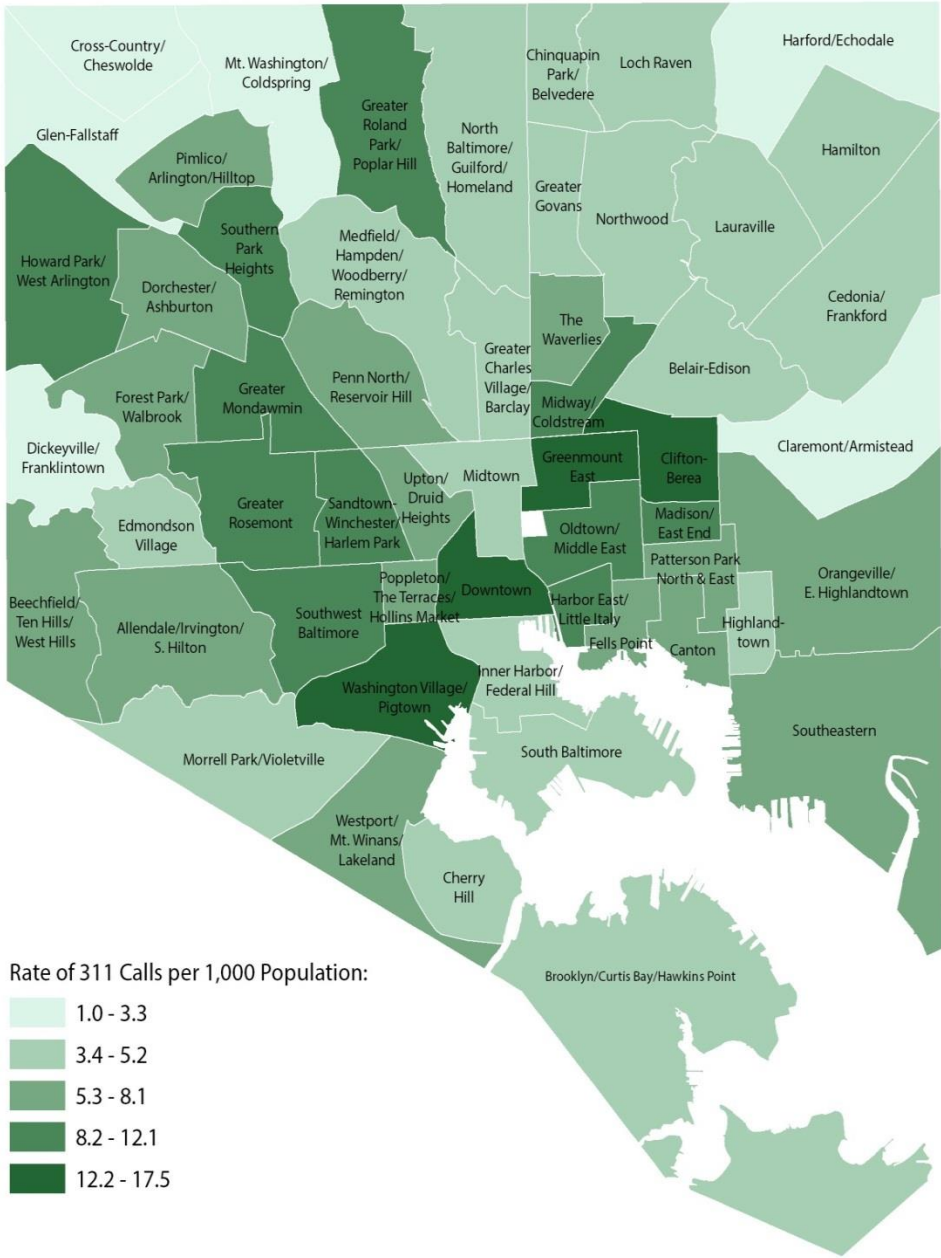 Cross-Country/
Cheswolde
Mt. Washington/
Coldspring
Greater
Roland
Park/
Poplar Hill
North
Baltimore/
Guilford/
Homeland
Chinquapin
Park/
Belvedere
Loch Raven
Harford/Echodale
Glen-Fallstaff
Pimlico/
Arlington/Hilltop
Greater
Govans
Northwood
Lauraville
Hamilton
Howard Park/
West Arlington
Southern
Park
Heights
Dorchester/
Ashburton
Medfield/
Hampden/
Woodberry/
Remington
Cedonia/
Frankford
The
Waverlies
Greater
Charles
Village/
Barclay
Belair-Edison
Forest Park/
Walbrook
Greater
Mondawmin
Penn North/
Reservoir Hill
Midway/
Coldstream
Dickeyville/
Franklintown
Claremont/Armistead
Greenmount
East
Clifton-
Berea
Midtown
Upton/
Druid
Heights
Edmondson
Village
Greater
Rosemont
Sandtown-
Winchester/
Harlem Park
Oldtown/
Middle East
Madison/
East End
Patterson Park
North & East
Orangeville/
E. Highlandtown
Beechfield/
Ten Hills/
West Hills
Allendale/Irvington/
S. Hilton
Southwest
Baltimore
Poppleton/
The Terraces/
Hollins Market
Downtown
Harbor East/
Little Italy
Fells Point
Canton
Highland-
town
Washington Village/
Pigtown
Inner Harbor/
Federal Hill
Southeastern
Morrell Park/Violetville
South Baltimore
Westport/
Mt. Winans/
Lakeland
Cherry
Hill
Brooklyn/Curtis Bay/Hawkins Point
Rate of 311 Calls per 1,000 Population:
1.0 - 3.3
3.4 - 5.2
5.3 - 8.1
8.2 - 12.1
12.2 - 17.5